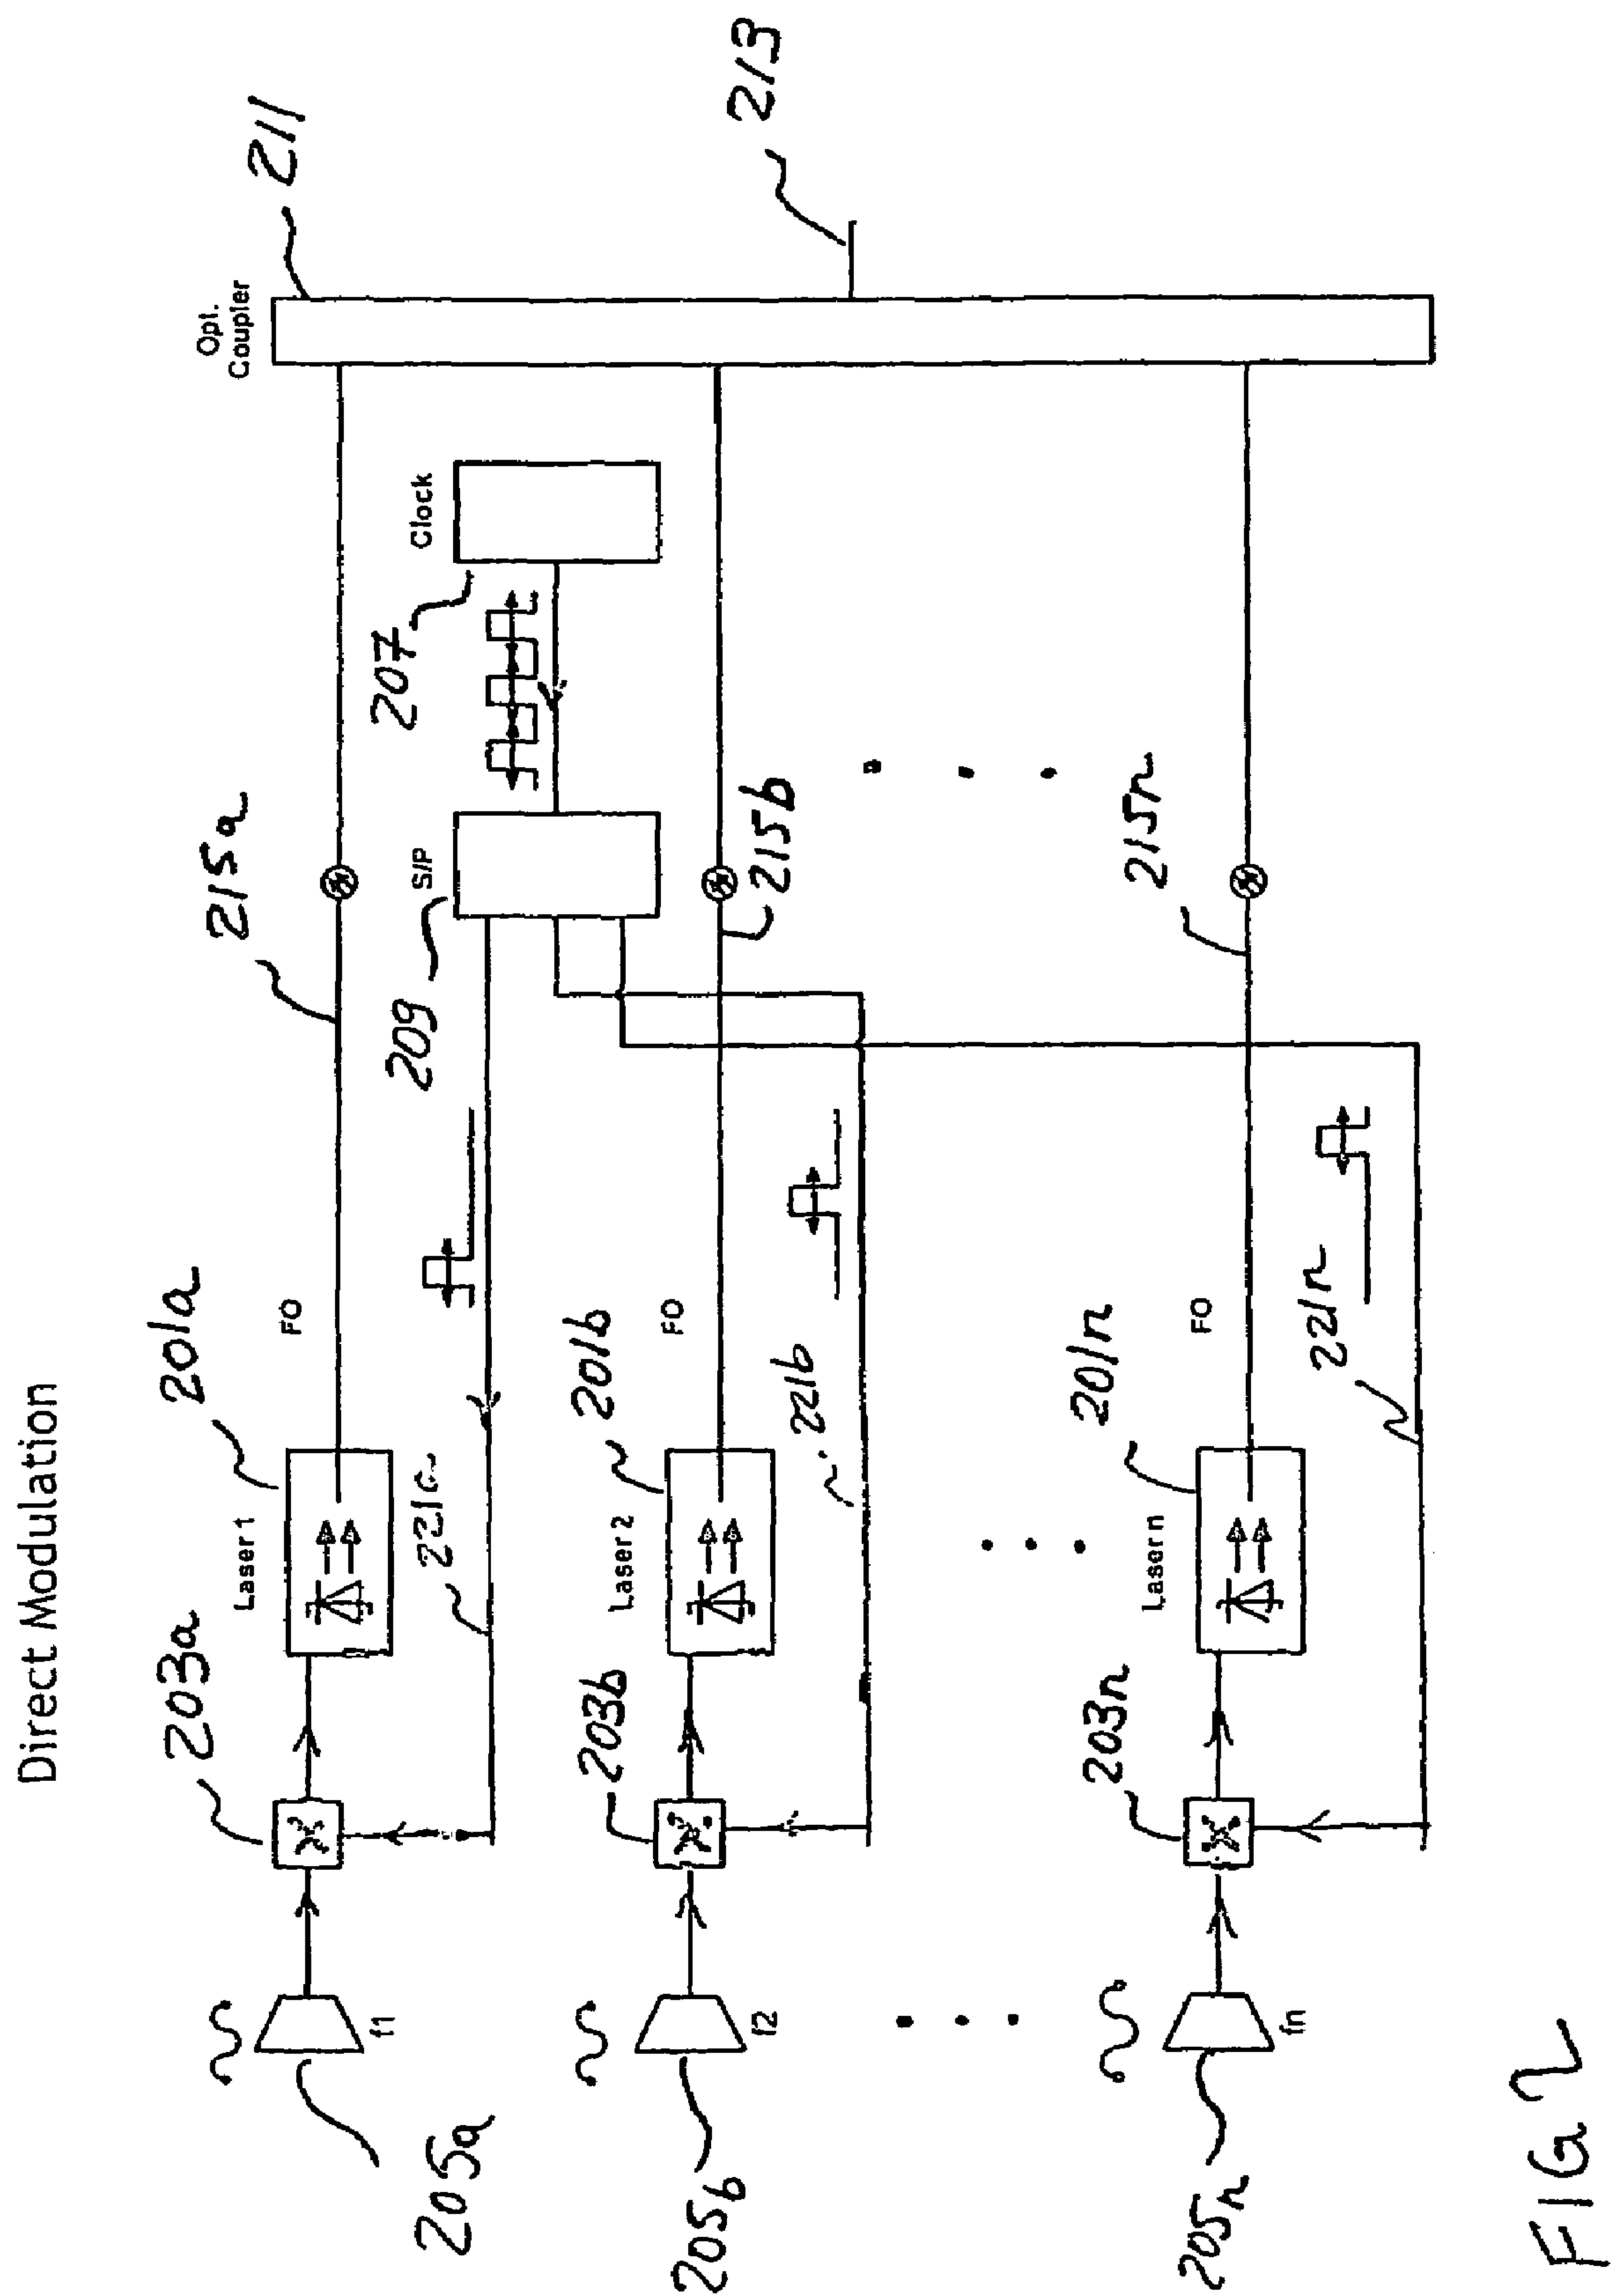 Direct Modulation
211
Opt.
Coupler
213
215a
207
Clock
209
S/P
215b
215n
201a
Laser 1
FO
203a
221a
201b
Laser 2
FO
203b
221b
201n
Laser n
FO
203n
221n
f1
205a
f2
205b
fn
205n
FIG 2